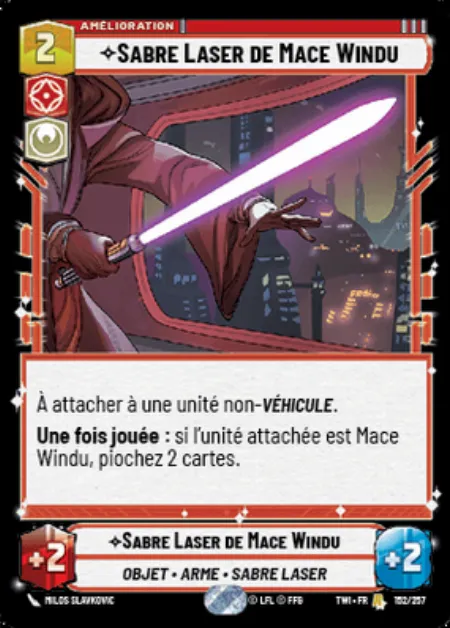 AMÉLIORATION
2
✧SABRE LASER DE MACE WINDU
À attacher à une unité non-VÉHICULE.
Une fois jouée : si l'unité attachée est Mace
Windu, piochez 2 cartes.
+2
✧SABRE LASER DE MACE WINDU
+2
OBJET • ARME • SABRE LASER
MILOS SLAVKOVIC
© LFL © FFG
TWI • FR
152/257